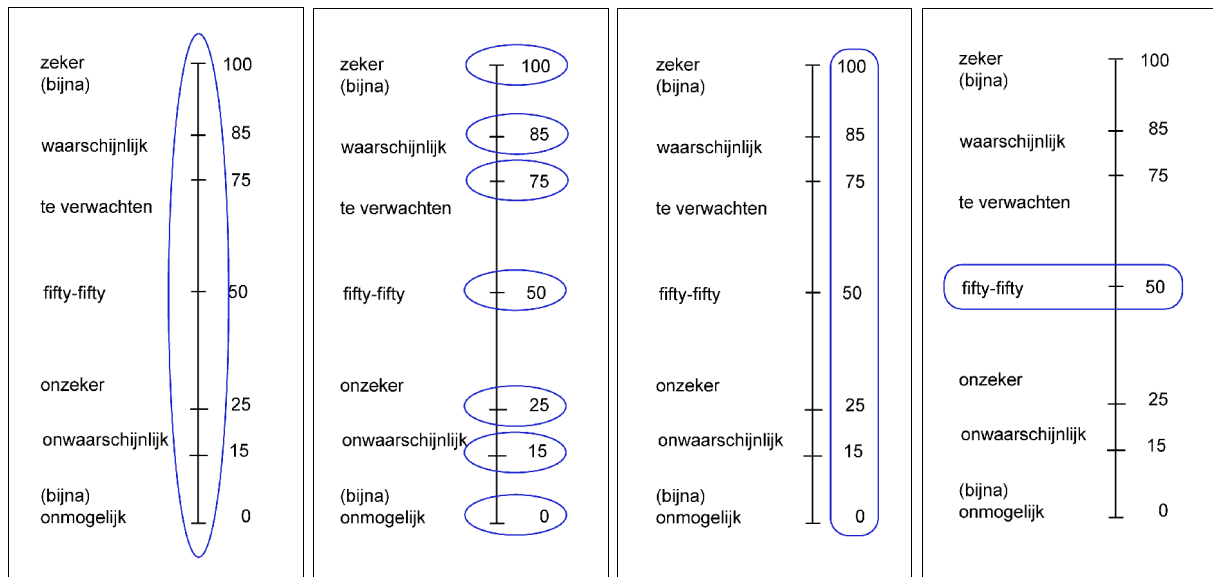 zeker 100
(bijna)
85
waarschijnlijk
75
te verwachten
fifty-fifty 50
onzeker
25
onwaarschijnlijk 15
(bijna)
onmogelijk 0
zeker 100
(bijna)
85
waarschijnlijk
75
te verwachten
fifty-fifty 50
onzeker
25
onwaarschijnlijk 15
(bijna)
onmogelijk 0
zeker 100
(bijna)
85
waarschijnlijk
75
te verwachten
fifty-fifty 50
onzeker
25
onwaarschijnlijk 15
(bijna)
onmogelijk 0
zeker 100
(bijna)
85
waarschijnlijk
75
te verwachten
fifty-fifty 50
onzeker
25
onwaarschijnlijk 15
(bijna)
onmogelijk 0